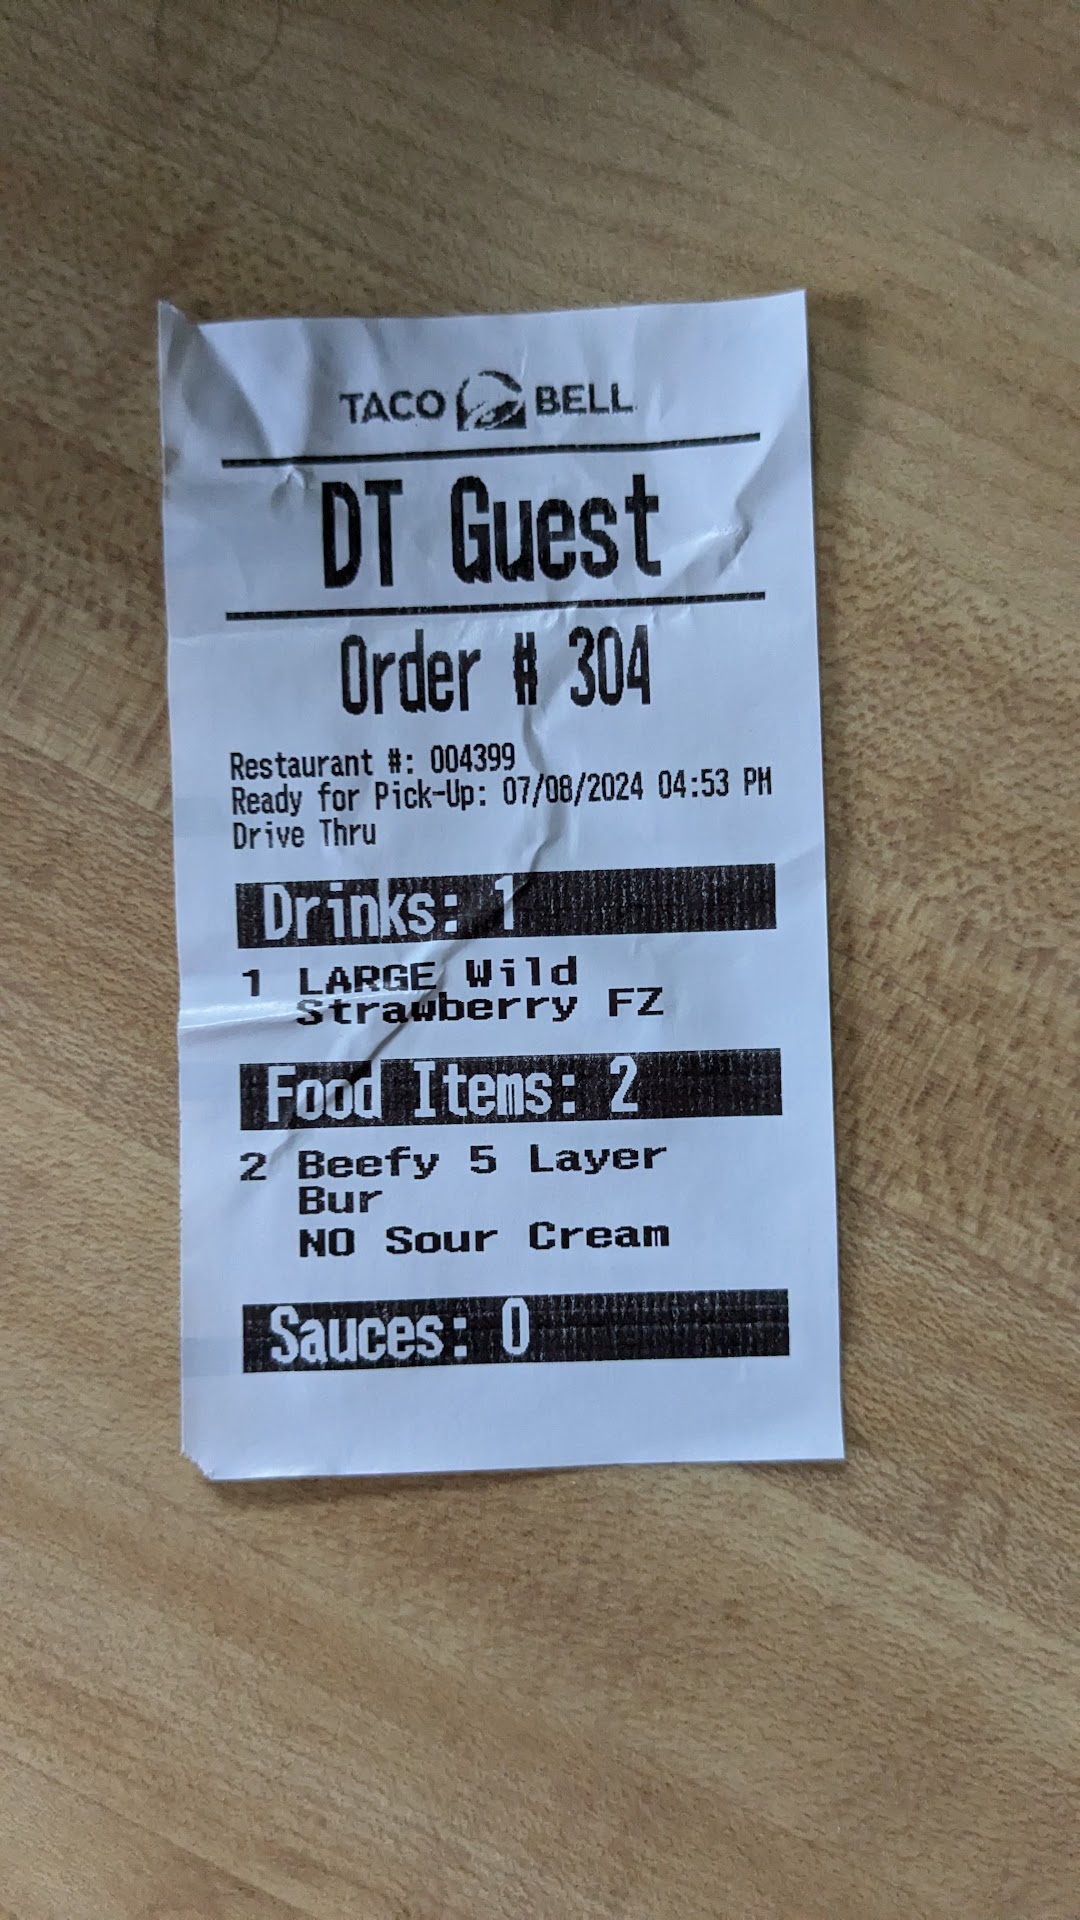 TACO BELL
DT Guest
Order # 304
Restaurant #: 004399
Ready for Pick-Up: 07/08/2024 04:53 PM
Drive Thru
Drinks: 1
1 LARGE Wild
Strawberry FZ
Food Items: 2
2 Beefy 5 Layer
Bur
NO Sour Cream
Sauces: 0